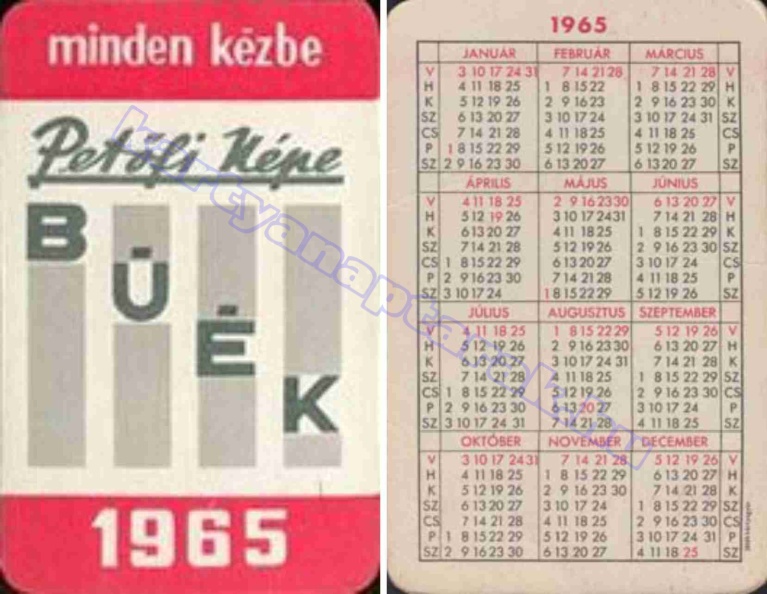 minden kézbe
Petőfi Népe
B
Ú
É
K
1965
1965
JANUÁR FEBRUÁR MÁRCIUS
V 3 10 17 24 31 7 14 21 28 7 14 21 28 V
H 4 11 18 25 1 8 15 22 1 8 15 22 29 H
K 5 12 19 26 2 9 16 23 2 9 16 23 30 K
SZ 6 13 20 27 3 10 17 24 3 10 17 24 31 SZ
CS 7 14 21 28 4 11 18 25 4 11 18 25 CS
P 1 8 15 22 29 5 12 19 26 5 12 19 26 P
SZ 2 9 16 23 30 6 13 20 27 6 13 20 27 SZ
ÁPRILIS MÁJUS JÚNIUS
V 4 11 18 25 2 9 16 23 30 6 13 20 27 V
H 5 12 19 26 3 10 17 24 31 7 14 21 28 H
K 6 13 20 27 4 11 18 25 1 8 15 22 29 K
SZ 7 14 21 28 5 12 19 26 2 9 16 23 30 SZ
CS 1 8 15 22 29 6 13 20 27 3 10 17 24 CS
P 2 9 16 23 30 7 14 21 28 4 11 18 25 P
SZ 3 10 17 24 1 8 15 22 29 5 12 19 26 SZ
JÚLIUS AUGUSZTUS SZEPTEMBER
V 4 11 18 25 1 8 15 22 29 5 12 19 26 V
H 5 12 19 26 2 9 16 23 30 6 13 20 27 H
K 6 13 20 27 3 10 17 24 31 7 14 21 28 K
SZ 7 14 21 28 4 11 18 25 1 8 15 22 29 SZ
CS 1 8 15 22 29 5 12 19 26 2 9 16 23 30 CS
P 2 9 16 23 30 6 13 20 27 3 10 17 24 P
SZ 3 10 17 24 31 7 14 21 28 4 11 18 25 SZ
OKTÓBER NOVEMBER DECEMBER
V 3 10 17 24 31 7 14 21 28 5 12 19 26 V
H 4 11 18 25 1 8 15 22 29 6 13 20 27 H
K 5 12 19 26 2 9 16 23 30 7 14 21 28 K
SZ 6 13 20 27 3 10 17 24 1 8 15 22 29 SZ
CS 7 14 21 28 4 11 18 25 2 9 16 23 30 CS
P 1 8 15 22 29 5 12 19 26 3 10 17 24 31 P
SZ 2 9 16 23 30 6 13 20 27 4 11 18 25 SZ